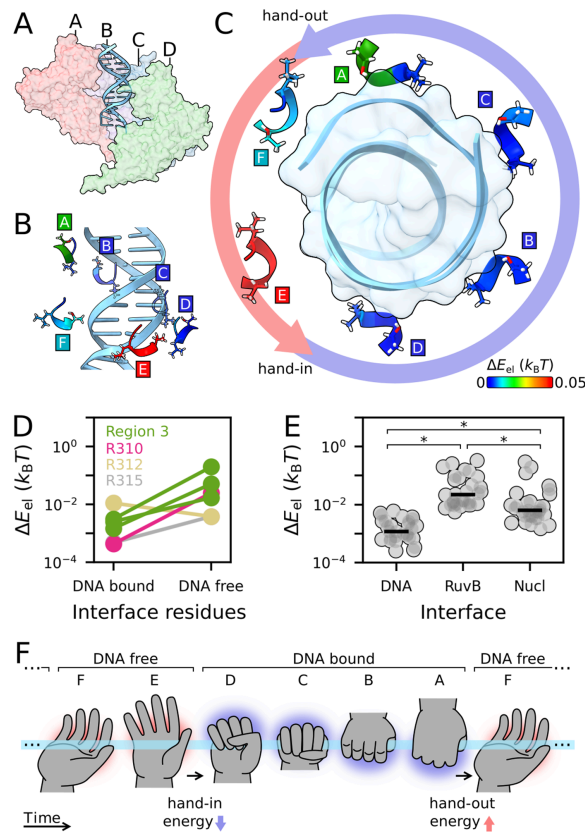 A
A
B
C
D
B
A
B
C
D
F
E
C
hand-out
A
C
F
B
E
D
hand-in
ΔE_el (k_BT)
0
0.05
D
Region 3
R310
R312
R315
ΔE_el (k_BT)
10^0
10^−2
10^−4
DNA bound
DNA free
Interface residues
E
*
*
*
ΔE_el (k_BT)
10^0
10^−2
10^−4
DNA
RuvB
Nucl
Interface
F
DNA free
DNA bound
DNA free
F
E
D
C
B
A
F
hand-in
energy
hand-out
energy
Time